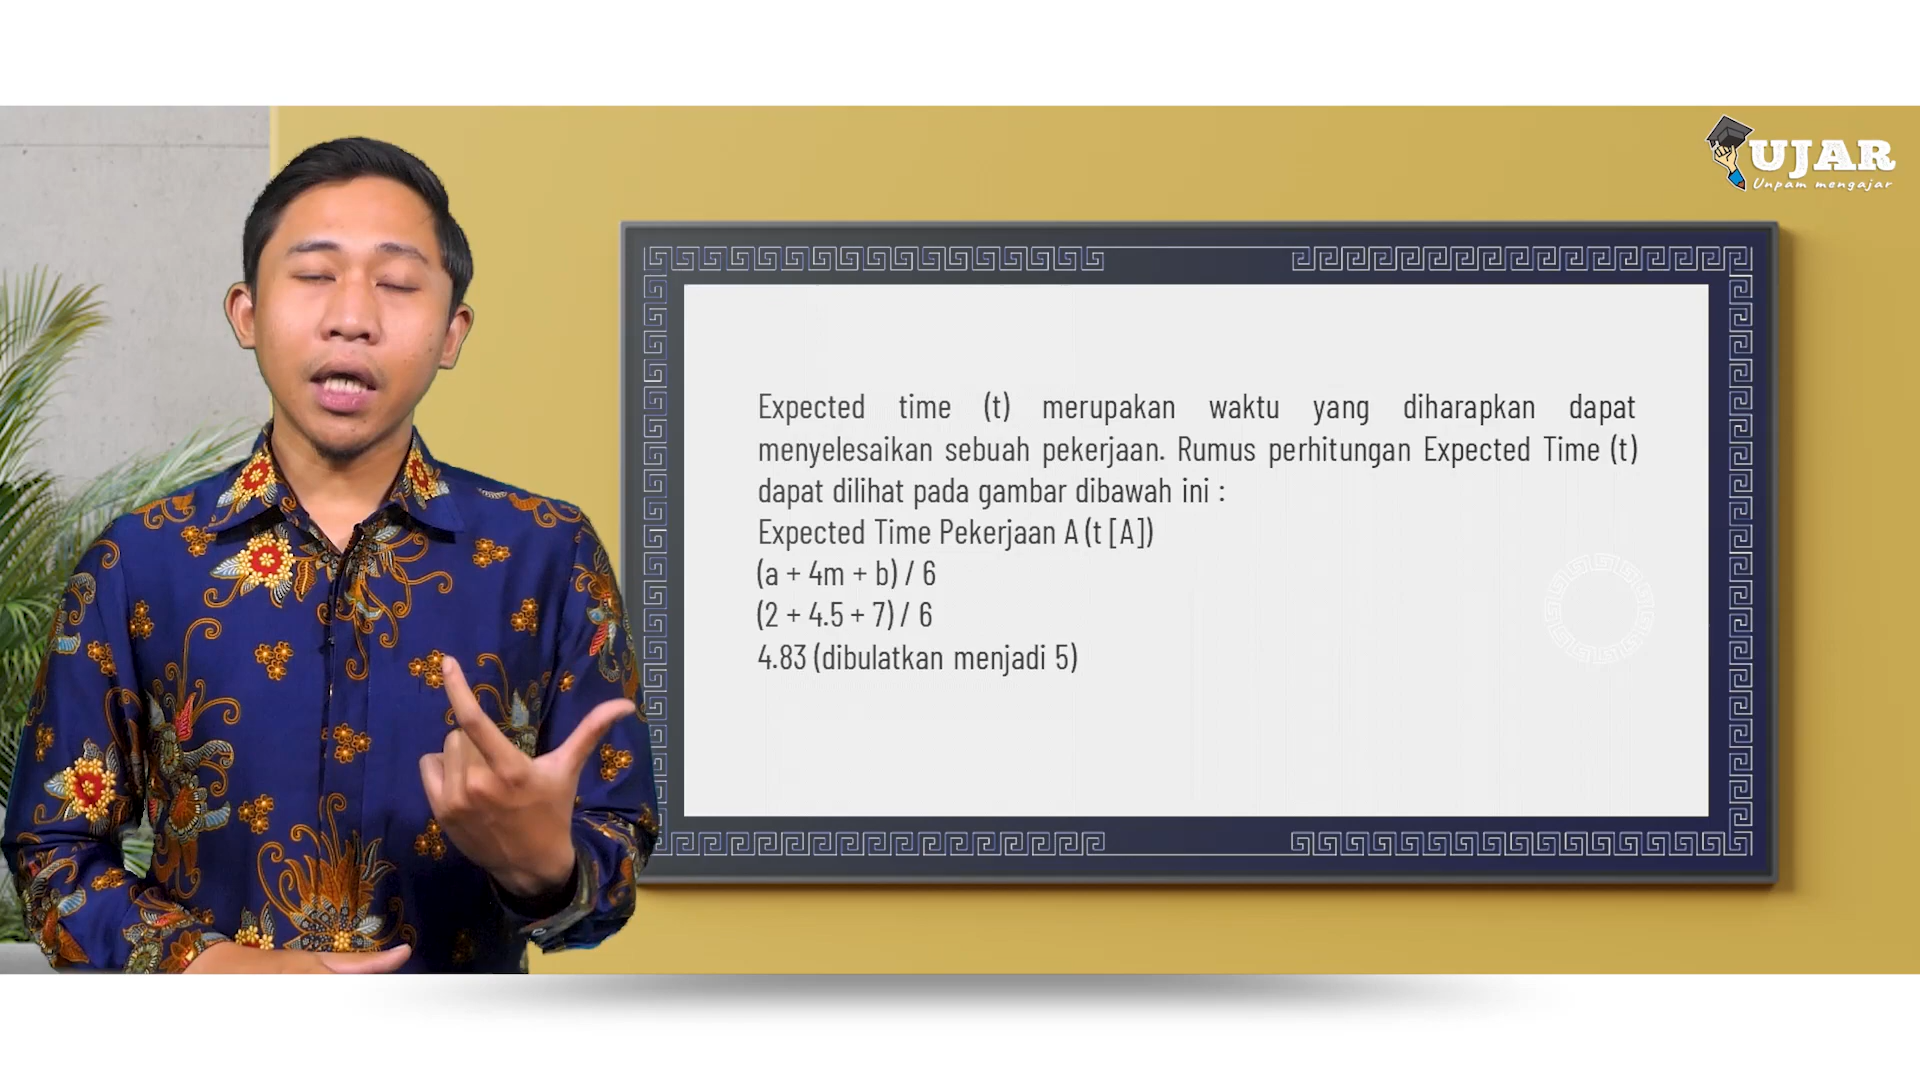 UJAR
Unpam mengajar
Expected time (t) merupakan waktu yang diharapkan dapat
menyelesaikan sebuah pekerjaan. Rumus perhitungan Expected Time (t)
dapat dilihat pada gambar dibawah ini :
Expected Time Pekerjaan A (t [A])
(a + 4m + b) / 6
(2 + 4.5 + 7) / 6
4.83 (dibulatkan menjadi 5)